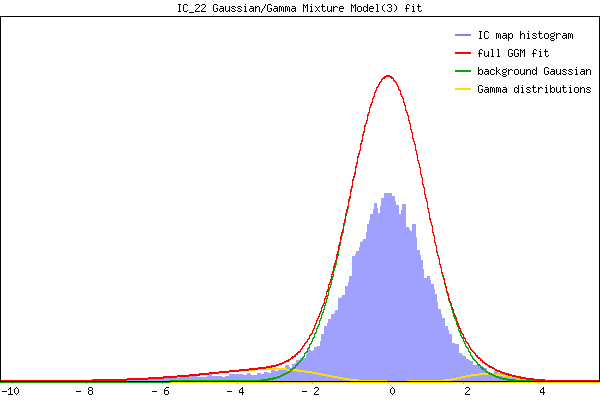 IC_22 Gaussian/Gamma Mixture Model(3) fit
IC map histogram
full GGM fit
background Gaussian
Gamma distributions
-10 -8 -6 -4 -2 0 2 4